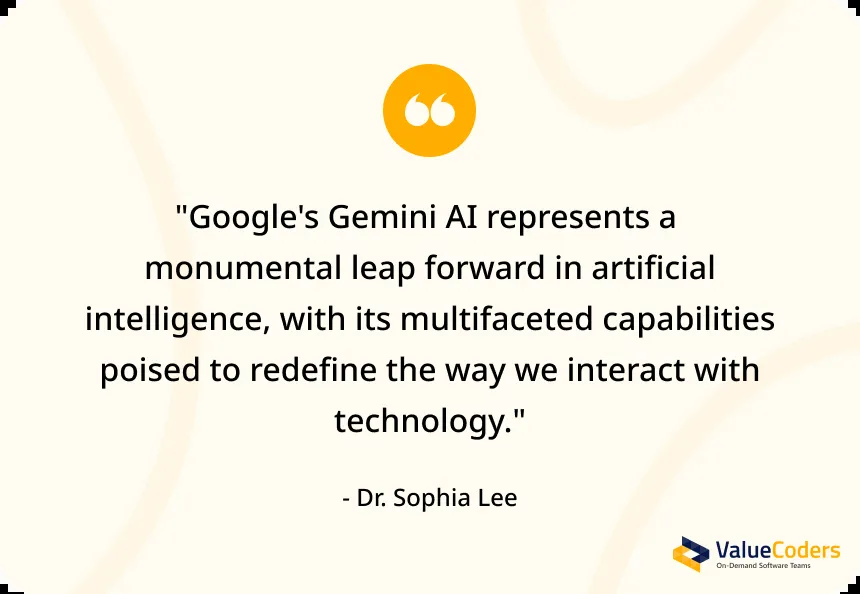 "Google's Gemini AI represents a
monumental leap forward in artificial
intelligence, with its multifaceted capabilities
poised to redefine the way we interact with
technology."
- Dr. Sophia Lee
ValueCoders
On-Demand Software Teams